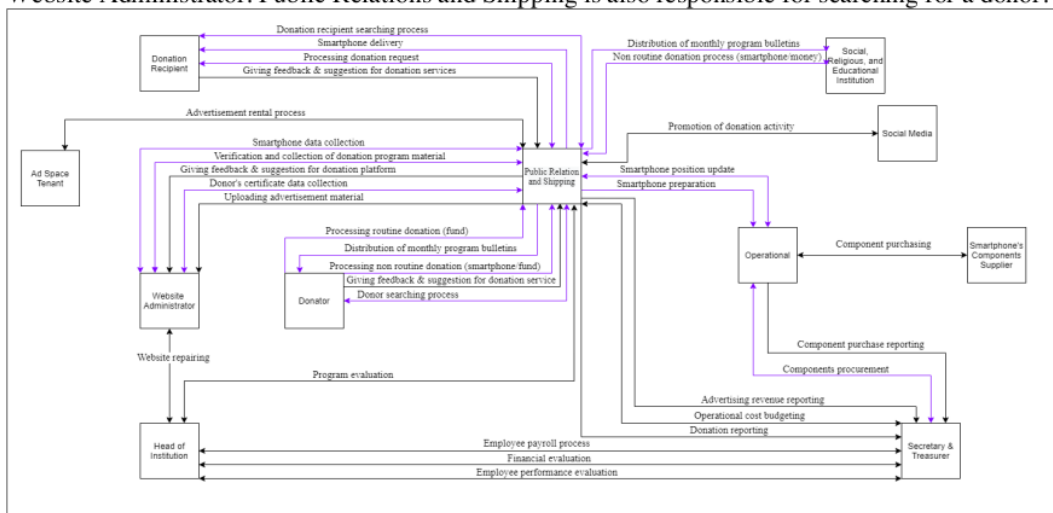 Website Administrator. Public Relations and Shipping is also responsible for searching for a donor.
Donation recipient searching process
Smartphone delivery
Processing donation request
Giving feedback & suggestion for donation services
Donation
Recipient
Distribution of monthly program bulletins
Non routine donation process (smartphone/money)
Social,
Religious, and
Educational
Institution
Advertisement rental process
Promotion of donation activity
Social Media
Ad Space
Tenant
Smartphone data collection
Verification and collection of donation program material
Giving feedback & suggestion for donation platform
Donor's certificate data collection
Uploading advertisement material
Public Relation
and Shipping
Smartphone position update
Smartphone preparation
Processing routine donation (fund)
Distribution of monthly program bulletins
Processing non routine donation (smartphone/fund)
Giving feedback & suggestion for donation service
Donor searching process
Operational
Component purchasing
Smartphone's
Components
Supplier
Website
Administrator
Donator
Website repairing
Program evaluation
Component purchase reporting
Components procurement
Advertising revenue reporting
Operational cost budgeting
Donation reporting
Head of
Institution
Employee payroll process
Financial evaluation
Employee performance evaluation
Secretary &
Treasurer